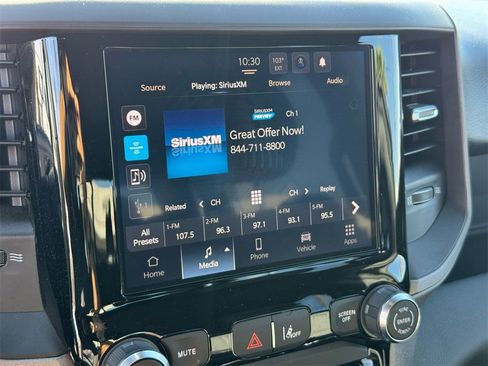 10:30
103°
EXT
Source
Playing: SiriusXM
Browse
Audio
FM
SiriusXM
SIRIUSXM
PREVIEW
Ch 1
Great Offer Now!
844-711-8800
Related
CH
CH
Replay
All
Presets
1-FM
107.5
2-FM
96.3
3-FM
97.1
4-FM
93.1
5-FM
95.5
Home
Media
Phone
Vehicle
Apps
MUTE
OFF
SCREEN
OFF
ENTER